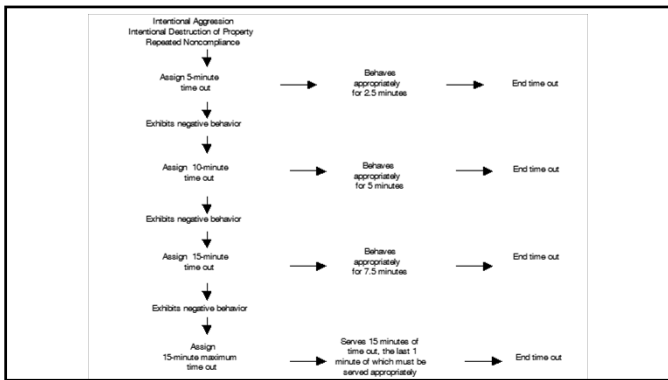 Intentional Aggression
Intentional Destruction of Property
Repeated Noncompliance
Assign 5-minute
time out
Behaves
appropriately
for 2.5 minutes
End time out
Exhibits negative behavior
Assign 10-minute
time out
Behaves
appropriately
for 5 minutes
End time out
Exhibits negative behavior
Assign 15-minute
time out
Behaves
appropriately
for 7.5 minutes
End time out
Exhibits negative behavior
Assign
15-minute maximum
time out
Serves 15 minutes of
time out, the last 1
minute of which must be
served appropriately
End time out